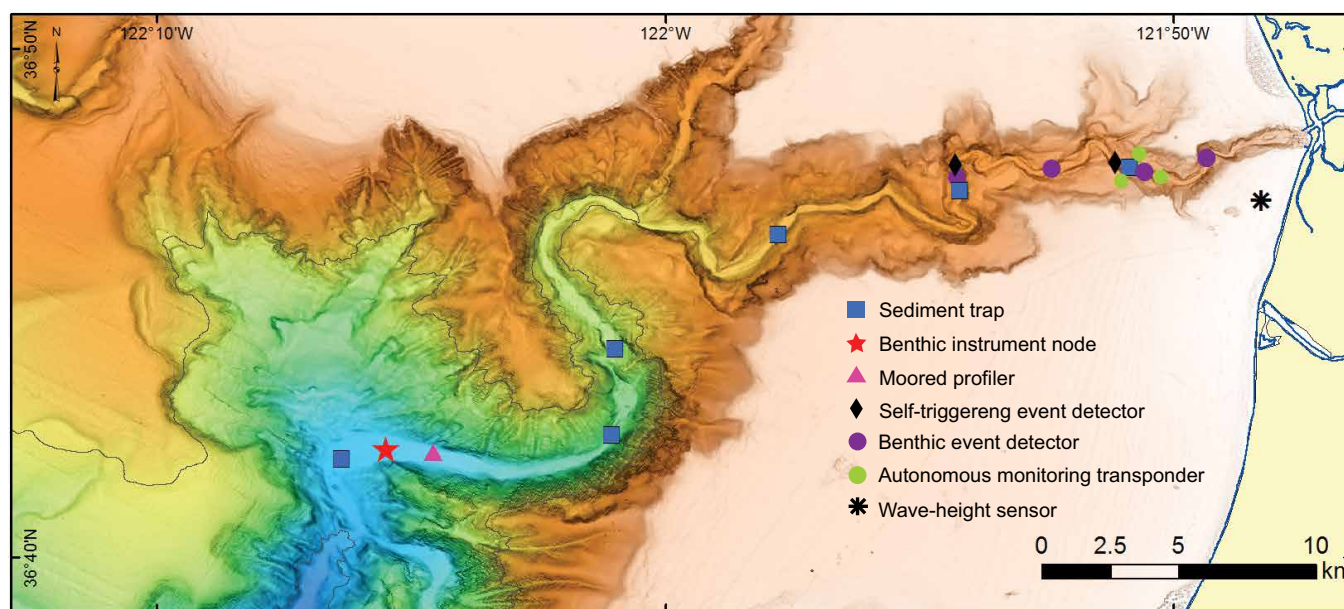 122°10'W 122°W 121°50'W
36°50'N
N
Sediment trap
Benthic instrument node
Moored profiler
Self-triggereng event detector
Benthic event detector
Autonomous monitoring transponder
Wave-height sensor
36°40'N
0 2.5 5 10
km